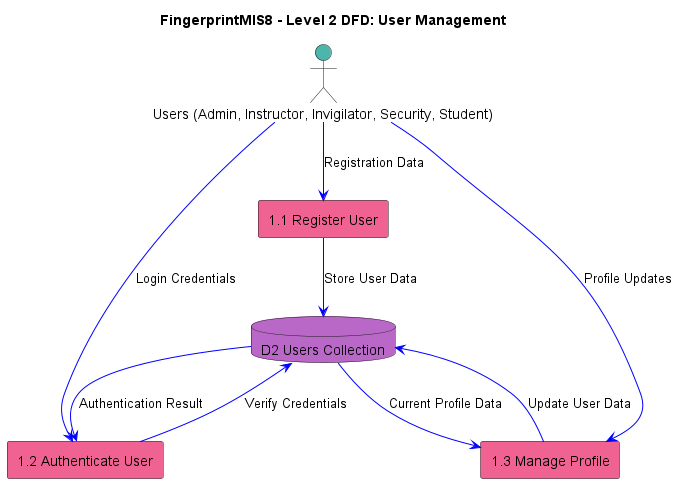 FingerprintMIS8 - Level 2 DFD: User Management
Users (Admin, Instructor, Invigilator, Security, Student)
Registration Data
1.1 Register User
Login Credentials
Store User Data
Profile Updates
D2 Users Collection
Authentication Result
Verify Credentials
Current Profile Data
Update User Data
1.2 Authenticate User
1.3 Manage Profile